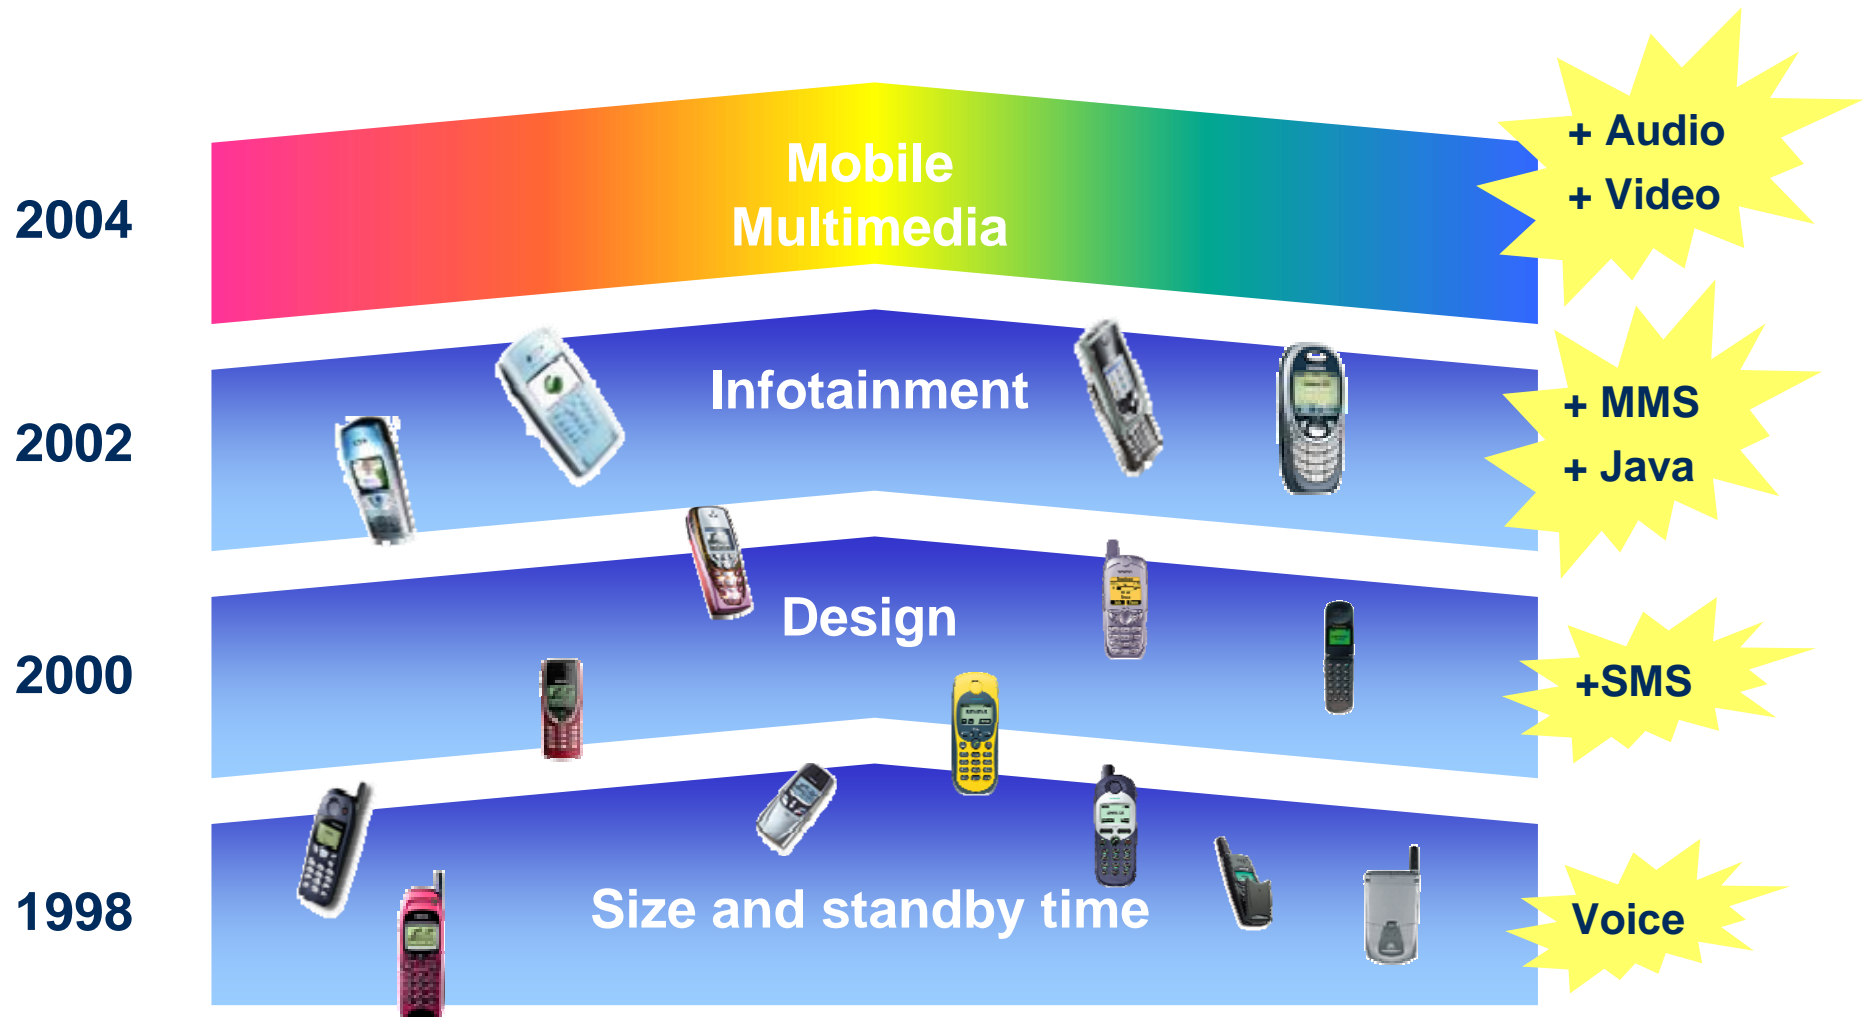 2004
Mobile
Multimedia
+ Audio
+ Video
2002
Infotainment
+ MMS
+ Java
2000
Design
+SMS
1998
Size and standby time
Voice